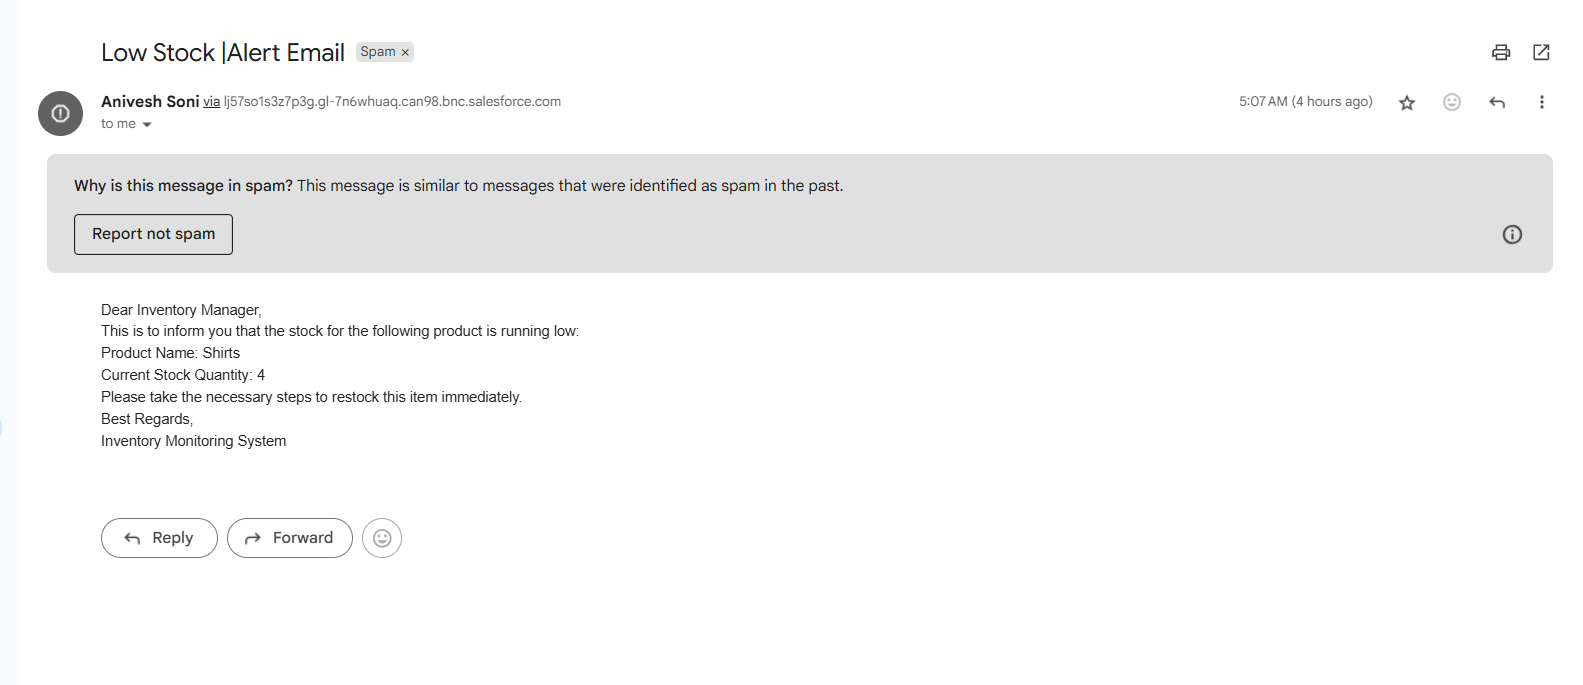 Low Stock |Alert Email Spam ×
Anivesh Soni via lj57so1s3z7p3g.gl-7n6whuaq.can98.bnc.salesforce.com 5:07 AM (4 hours ago)
to me
Why is this message in spam? This message is similar to messages that were identified as spam in the past.
Report not spam
Dear Inventory Manager,
This is to inform you that the stock for the following product is running low:
Product Name: Shirts
Current Stock Quantity: 4
Please take the necessary steps to restock this item immediately.
Best Regards,
Inventory Monitoring System
Reply Forward